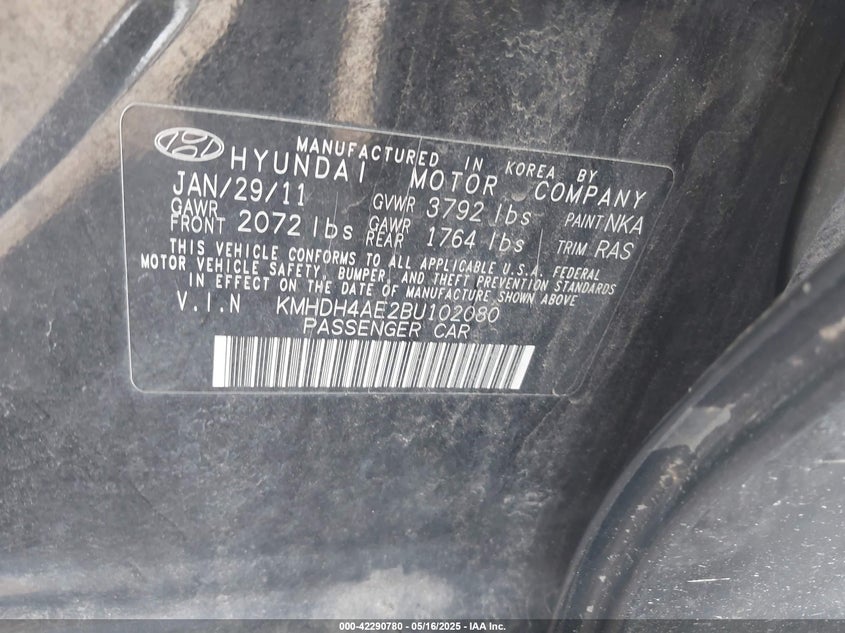 MANUFACTURED IN KOREA BY
HYUNDAI MOTOR COMPANY
JAN/29/11 GVWR 3792 lbs PAINT NKA
GAWR FRONT 2072 lbs GAWR REAR 1764 lbs TRIM RAS
THIS VEHICLE CONFORMS TO ALL APPLICABLE U.S.A. FEDERAL
MOTOR VEHICLE SAFETY, BUMPER, AND THEFT PREVENTION STANDARDS
IN EFFECT ON THE DATE OF MANUFACTURE SHOWN ABOVE
V.I.N KMHDH4AE2BU102080
PASSENGER CAR
000-42290780 - 05/16/2025 - IAA Inc.